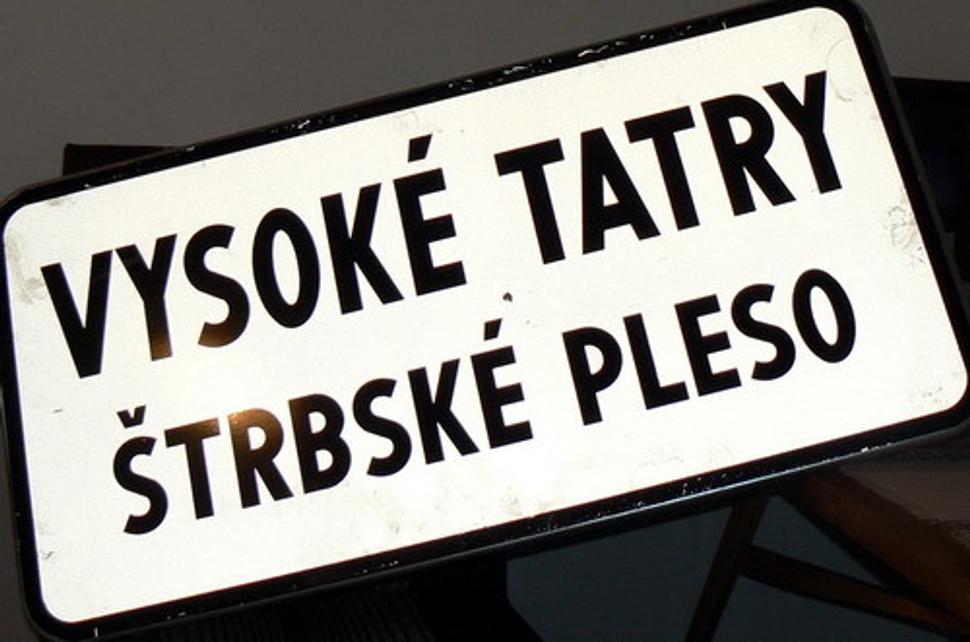 VYSOKÉ TATRY
ŠTRBSKÉ PLESO